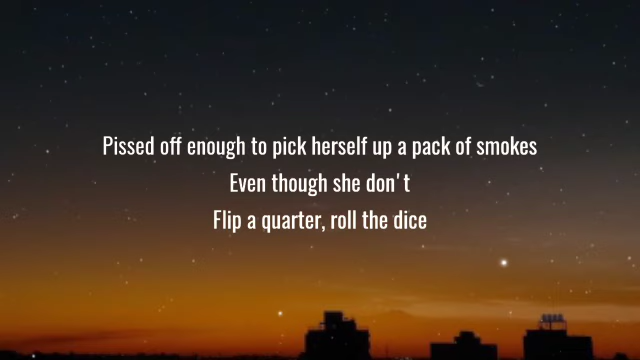 Pissed off enough to pick herself up a pack of smokes
Even though she don't
Flip a quarter, roll the dice